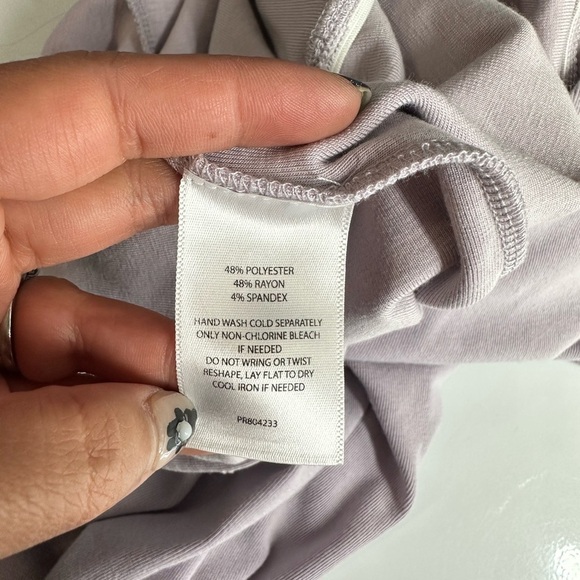 48% POLYESTER
48% RAYON
4% SPANDEX
HAND WASH COLD SEPARATELY
ONLY NON-CHLORINE BLEACH
IF NEEDED
DO NOT WRING OR TWIST
RESHAPE, LAY FLAT TO DRY
COOL IRON IF NEEDED
PR804233